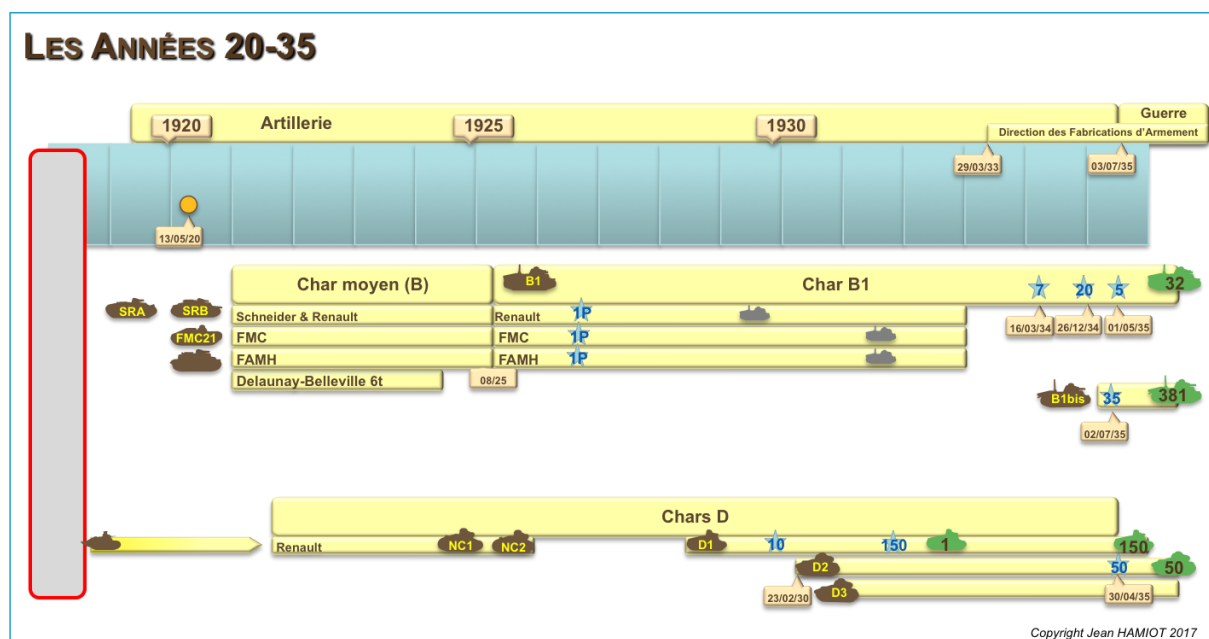 LES ANNÉES 20-35
Guerre
1920
Artillerie
1925
1930
Direction des Fabrications d'Armement
29/03/33
03/07/35
13/05/20
Char moyen (B)
B1
Char B1
7
20
5
32
SRA
SRB
Schneider & Renault
Renault
1P
16/03/34
26/12/34
01/05/35
FMC21
FMC
FMC
1P
FAMH
FAMH
1P
Delaunay-Belleville 6t
08/25
B1bis
35
381
02/07/35
Chars D
Renault
NC1
NC2
D1
10
150
1
150
D2
50
50
23/02/30
D3
30/04/35
Copyright Jean HAMIOT 2017